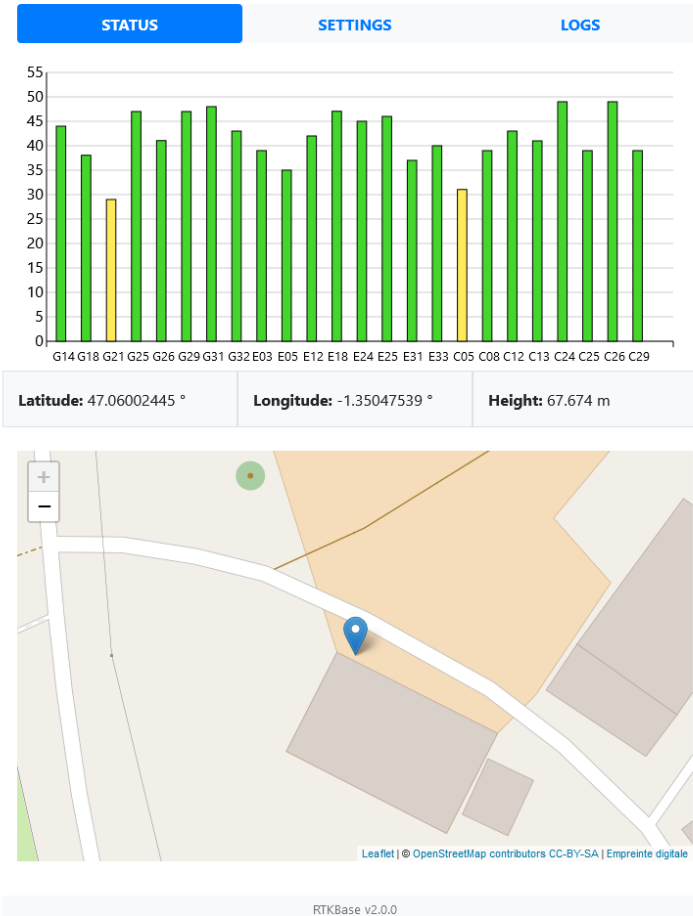 STATUS SETTINGS LOGS
55
50
45
40
35
30
25
20
15
10
5
0
G14 G18 G21 G25 G26 G29 G31 G32 E03 E05 E12 E18 E24 E25 E31 E33 C05 C08 C12 C13 C24 C25 C26 C29
Latitude: 47.06002445 ° Longitude: -1.35047539 ° Height: 67.674 m
+
−
Leaflet | © OpenStreetMap contributors CC-BY-SA | Empreinte digitale
RTKBase v2.0.0